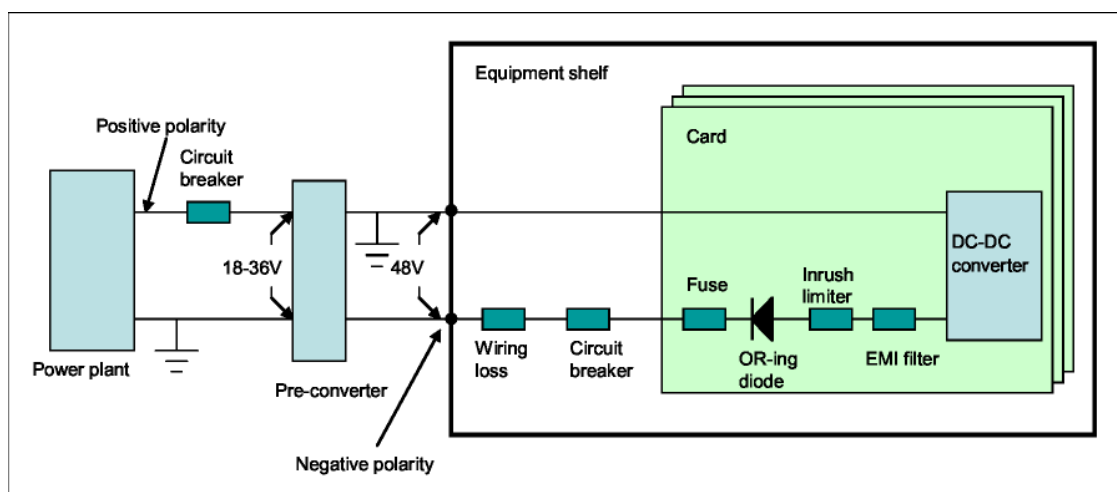 Equipment shelf
Positive polarity
Card
Circuit
breaker
DC-DC
converter
18-36V
48V
Fuse
Inrush
limiter
Wiring
loss
Circuit
breaker
OR-ing
diode
EMI filter
Power plant
Pre-converter
Negative polarity